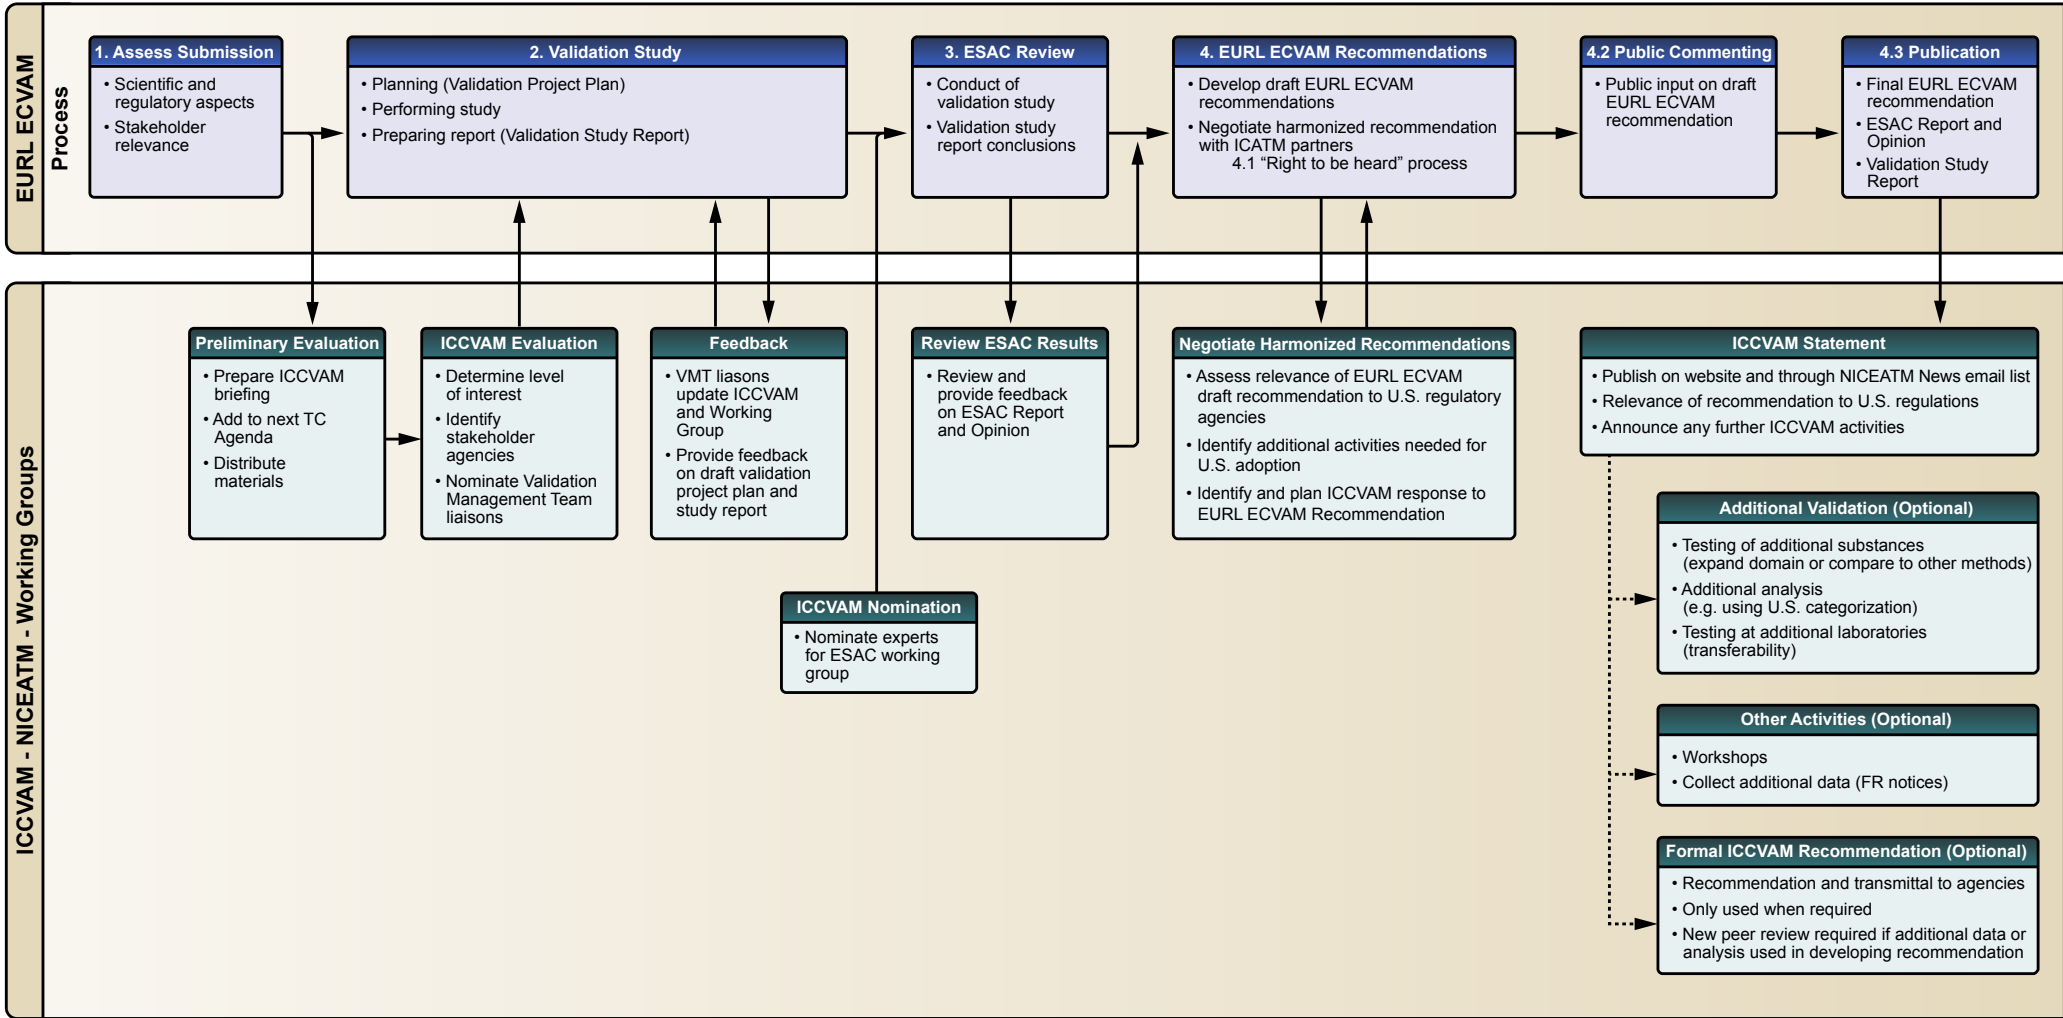 EURL ECVAM
Process
1. Assess Submission
• Scientific and
regulatory aspects
• Stakeholder
relevance
2. Validation Study
• Planning (Validation Project Plan)
• Performing study
• Preparing report (Validation Study Report)
3. ESAC Review
• Conduct of
validation study
• Validation study
report conclusions
4. EURL ECVAM Recommendations
• Develop draft EURL ECVAM
recommendations
• Negotiate harmonized recommendation
with ICATM partners
4.1 “Right to be heard” process
4.2 Public Commenting
• Public input on draft
EURL ECVAM
recommendation
4.3 Publication
• Final EURL ECVAM
recommendation
• ESAC Report and
Opinion
• Validation Study
Report
ICCVAM - NICEATM - Working Groups
Preliminary Evaluation
• Prepare ICCVAM
briefing
• Add to next TC
Agenda
• Distribute
materials
ICCVAM Evaluation
• Determine level
of interest
• Identify
stakeholder
agencies
• Nominate Validation
Management Team
liaisons
Feedback
• VMT liasons
update ICCVAM
and Working
Group
• Provide feedback
on draft validation
project plan and
study report
ICCVAM Nomination
• Nominate experts
for ESAC working
group
Review ESAC Results
• Review and
provide feedback
on ESAC Report
and Opinion
Negotiate Harmonized Recommendations
• Assess relevance of EURL ECVAM
draft recommendation to U.S. regulatory
agencies
• Identify additional activities needed for
U.S. adoption
• Identify and plan ICCVAM response to
EURL ECVAM Recommendation
ICCVAM Statement
• Publish on website and through NICEATM News email list
• Relevance of recommendation to U.S. regulations
• Announce any further ICCVAM activities
Additional Validation (Optional)
• Testing of additional substances
(expand domain or compare to other methods)
• Additional analysis
(e.g. using U.S. categorization)
• Testing at additional laboratories
(transferability)
Other Activities (Optional)
• Workshops
• Collect additional data (FR notices)
Formal ICCVAM Recommendation (Optional)
• Recommendation and transmittal to agencies
• Only used when required
• New peer review required if additional data or
analysis used in developing recommendation